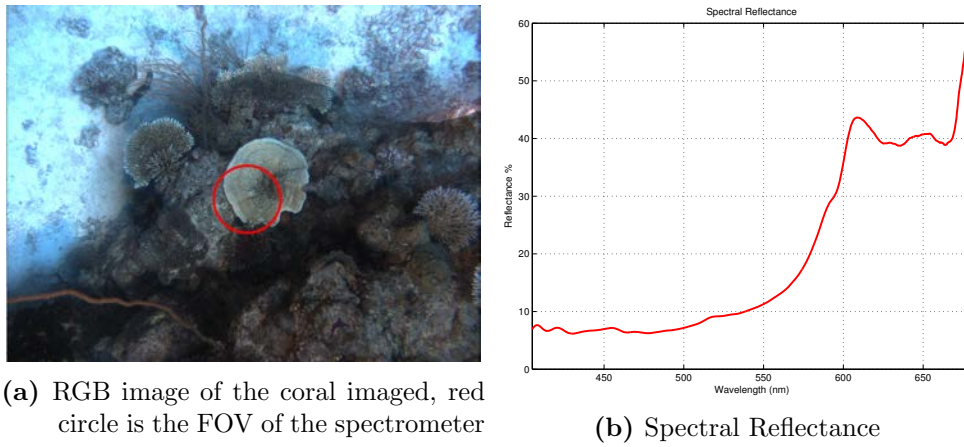 Spectral Reflectance
60
50
40
30
20
10
0
Reflectance %
450 500 550 600 650
Wavelength (nm)
(a) RGB image of the coral imaged, red
circle is the FOV of the spectrometer
(b) Spectral Reflectance